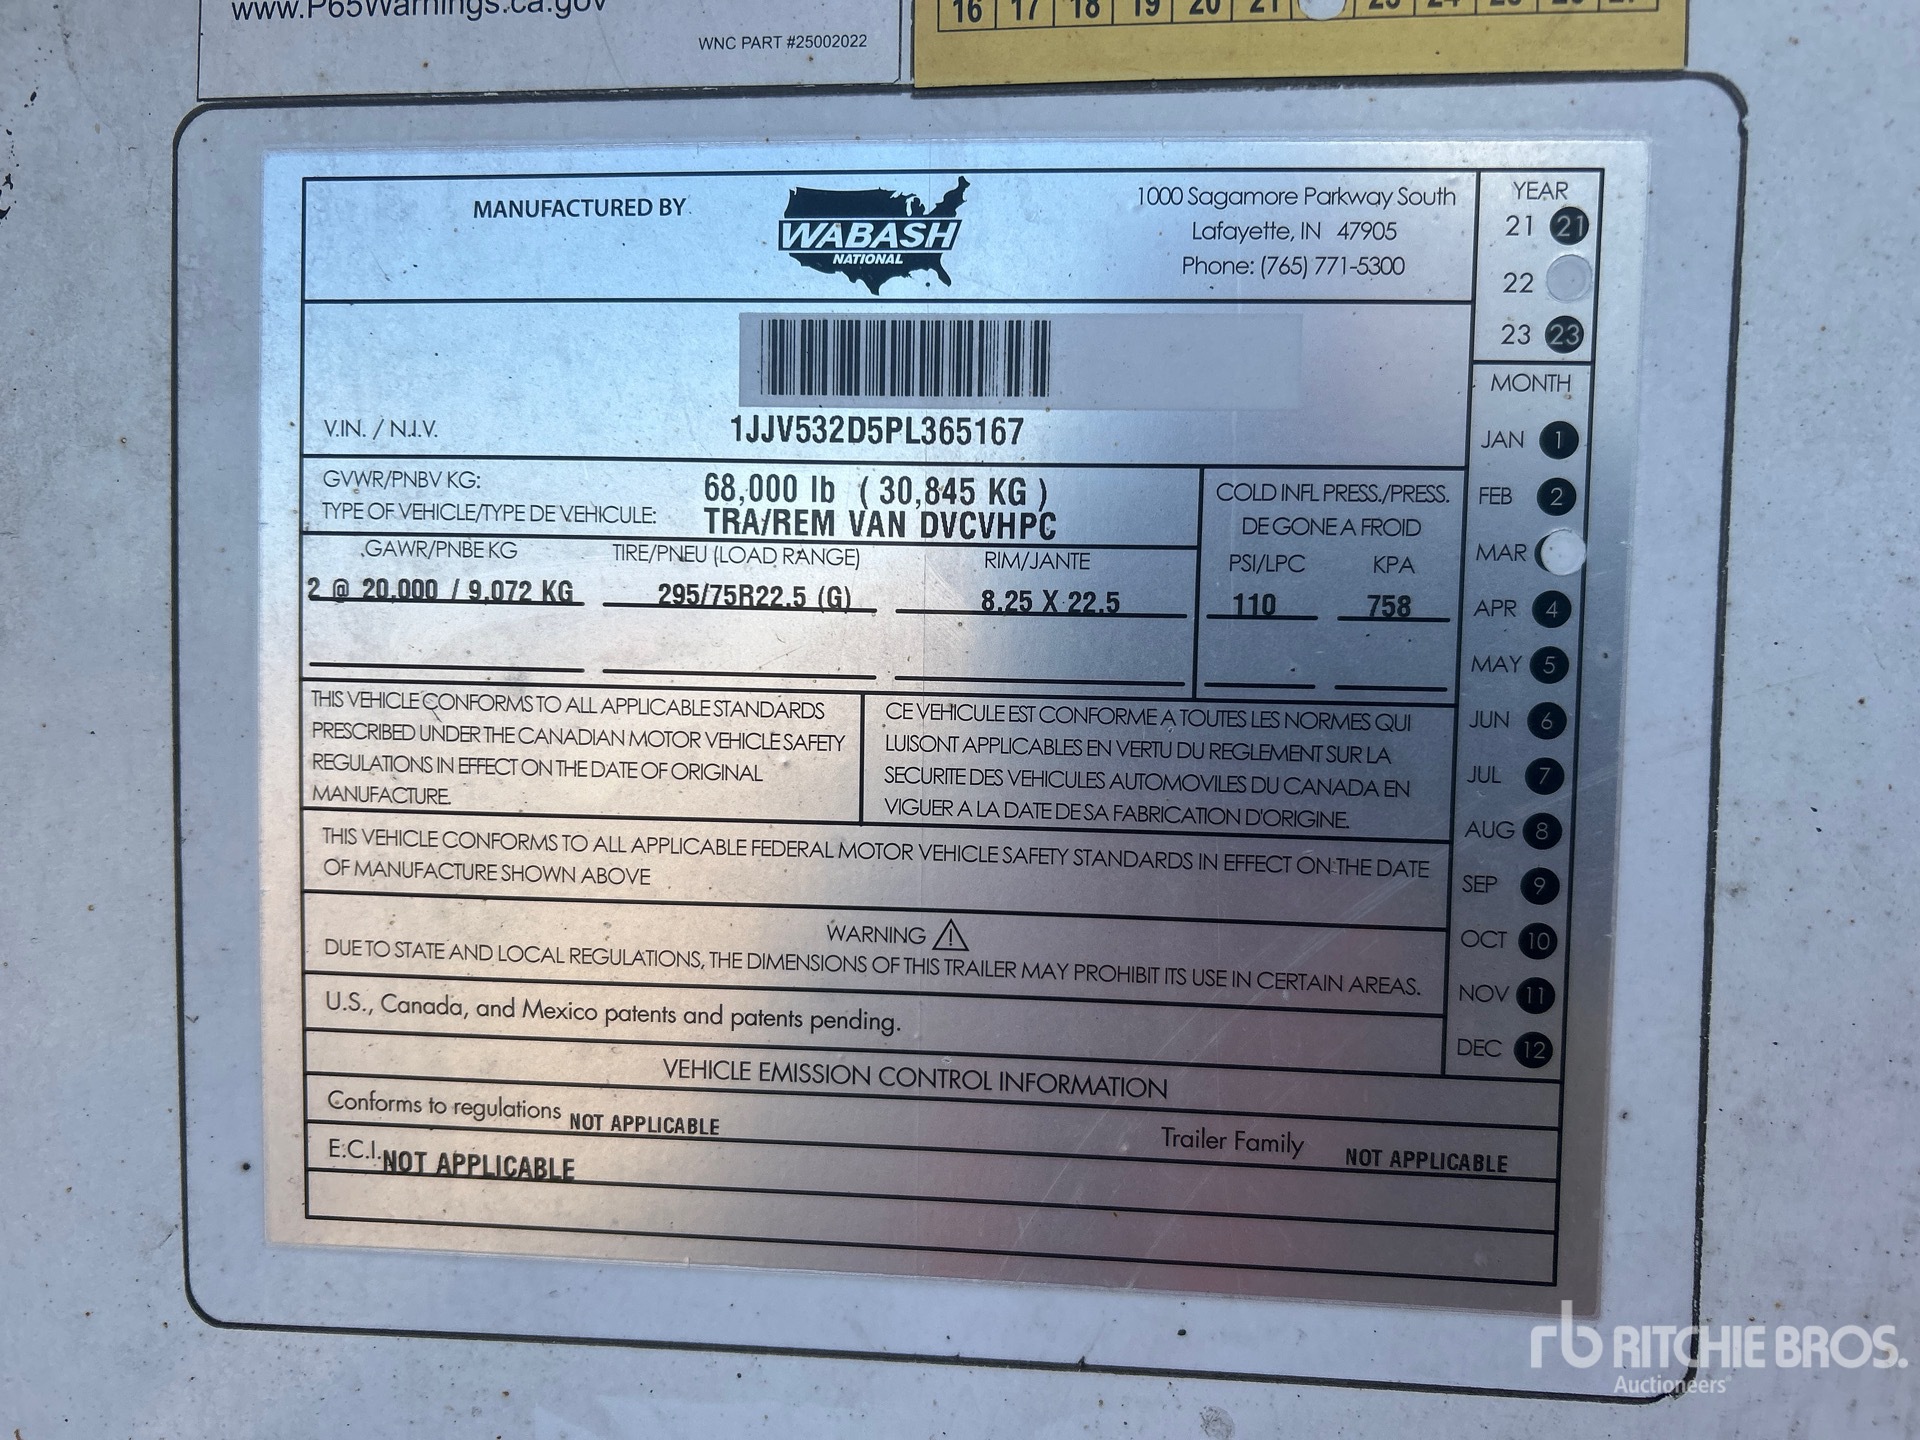 www.P65Warnings.ca.gov
WNC PART #25002022
16 17 18 19 20 21 23 24 25 26 27
MANUFACTURED BY
WABASH
NATIONAL
1000 Sagamore Parkway South
Lafayette, IN 47905
Phone: (765) 771-5300
YEAR
21 21
22
23 23
V.I.N. / N.I.V.
1JJV532D5PL365167
GVWR/PNBV KG: 68,000 lb ( 30,845 KG )
TYPE OF VEHICLE/TYPE DE VEHICULE: TRA/REM VAN DVCVHPC
COLD INFL PRESS./PRESS.
DE GONE A FROID
GAWR/PNBE KG TIRE/PNEU (LOAD RANGE) RIM/JANTE PSI/LPC KPA
2 @ 20,000 / 9,072 KG 295/75R22.5 (G) 8.25 X 22.5 110 758
MONTH
JAN 1
FEB 2
MAR
APR 4
MAY 5
JUN 6
JUL 7
AUG 8
SEP 9
OCT 10
NOV 11
DEC 12
THIS VEHICLE CONFORMS TO ALL APPLICABLE STANDARDS
PRESCRIBED UNDER THE CANADIAN MOTOR VEHICLE SAFETY
REGULATIONS IN EFFECT ON THE DATE OF ORIGINAL
MANUFACTURE.
CE VEHICULE EST CONFORME A TOUTES LES NORMES QUI
LUISONT APPLICABLES EN VERTU DU REGLEMENT SUR LA
SECURITE DES VEHICULES AUTOMOVILES DU CANADA EN
VIGUER A LA DATE DE SA FABRICATION D'ORIGINE.
THIS VEHICLE CONFORMS TO ALL APPLICABLE FEDERAL MOTOR VEHICLE SAFETY STANDARDS IN EFFECT ON THE DATE
OF MANUFACTURE SHOWN ABOVE
WARNING
DUE TO STATE AND LOCAL REGULATIONS, THE DIMENSIONS OF THIS TRAILER MAY PROHIBIT ITS USE IN CERTAIN AREAS.
U.S., Canada, and Mexico patents and patents pending.
VEHICLE EMISSION CONTROL INFORMATION
Conforms to regulations NOT APPLICABLE Trailer Family NOT APPLICABLE
E.C.I. NOT APPLICABLE
rb RITCHIE BROS.
Auctioneers